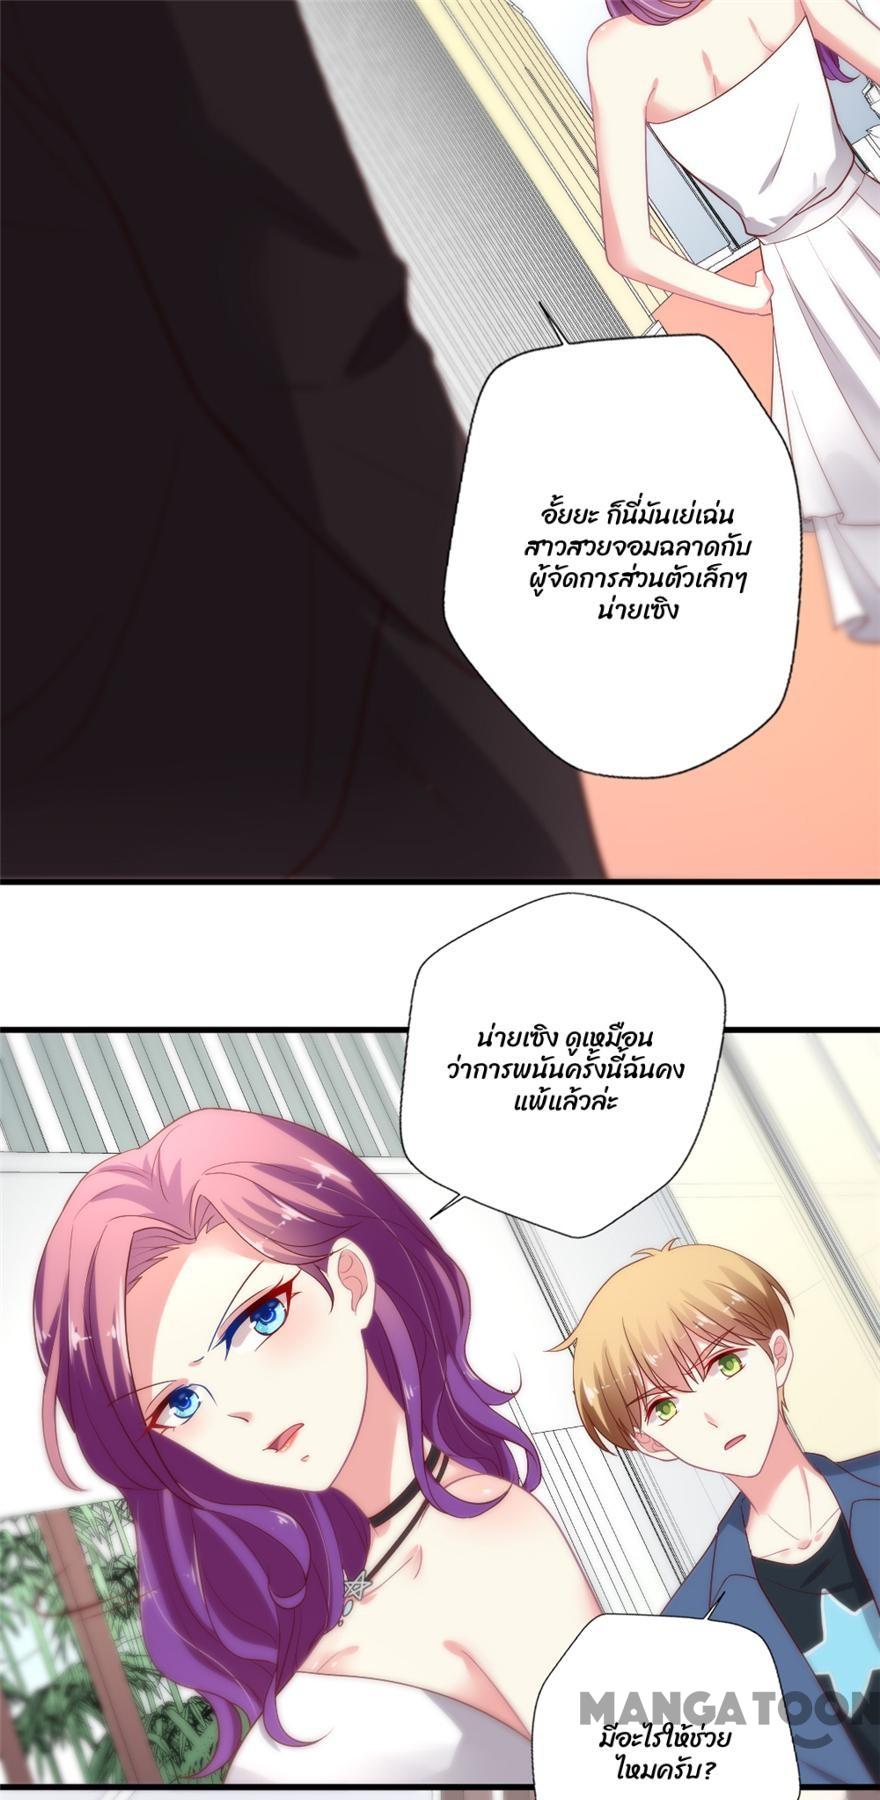 อั้ยยะ ก็นี่มันเย่เฉ่น
สาวสวยจอมฉลาดกับ
ผู้จัดการส่วนตัวเล็กๆ
น่ายเซิง
น่ายเซิง ดูเหมือน
ว่าการพนันครั้งนี้ฉันคง
แพ้แล้วล่ะ
MANGATOON
มีอะไรให้ช่วย
ไหมครับ?